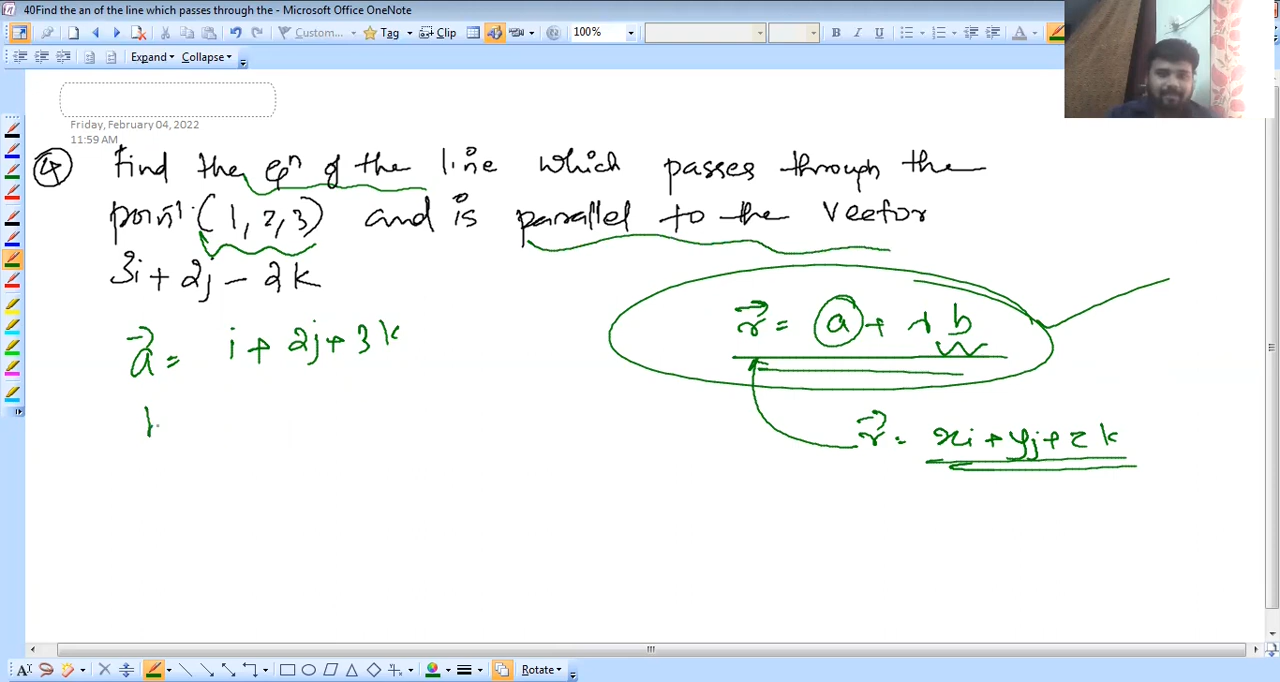 40Find the an of the line which passes through the - Microsoft Office OneNote
Custom... Tag Clip 100% B I U A
Expand Collapse
Friday, February 04, 2022
11:59 AM
④ Find the eqⁿ of the line which passes through the
point (1, 2, 3) and is parallel to the vector
3i + 2j - 2k
r = a + λ b
a = i + 2j + 3k
r = xi + yj + zk
Rotate